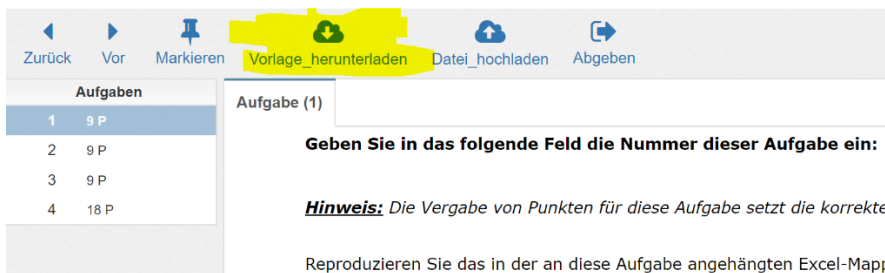 Zurück Vor Markieren Vorlage_herunterladen Datei_hochladen Abgeben
Aufgaben
1 9 P
2 9 P
3 9 P
4 18 P
Aufgabe (1)
Geben Sie in das folgende Feld die Nummer dieser Aufgabe ein:
Hinweis: Die Vergabe von Punkten für diese Aufgabe setzt die korrekte
Reproduzieren Sie das in der an diese Aufgabe angehängten Excel-Mapp